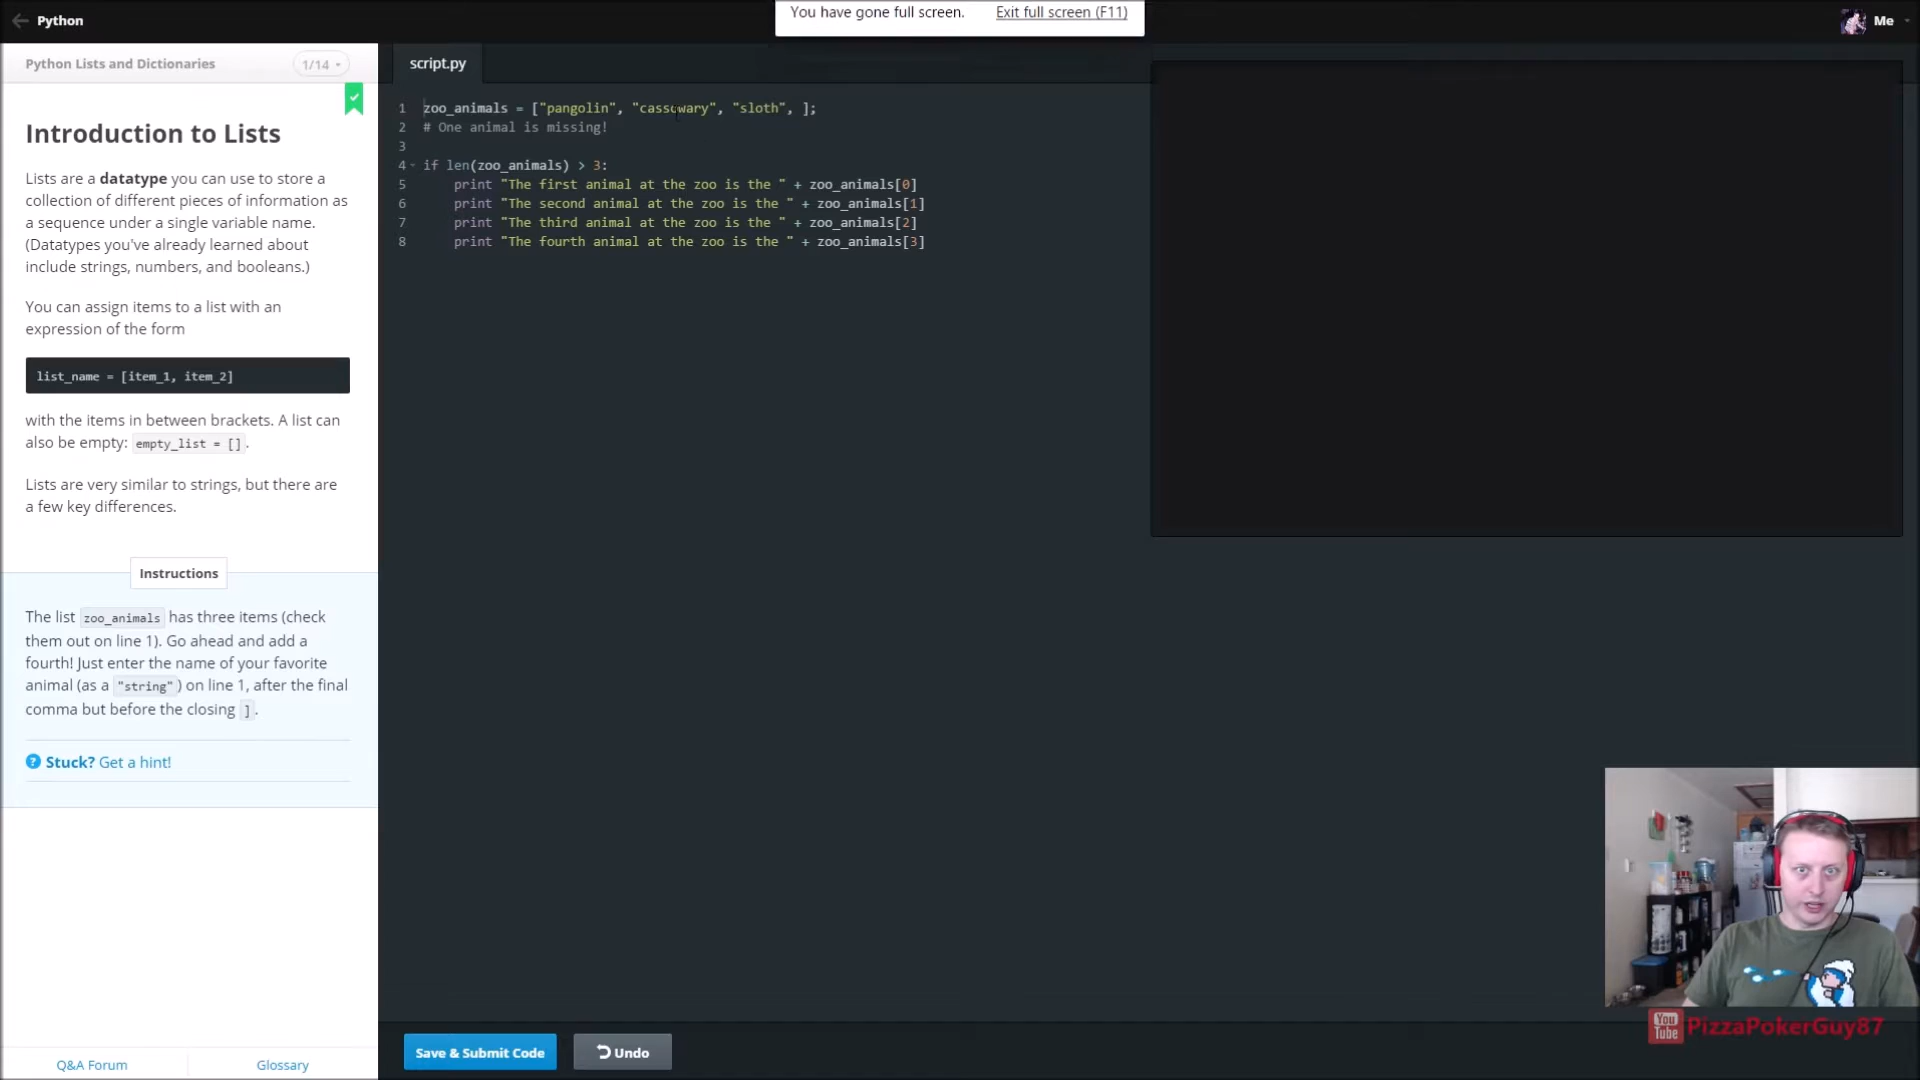 Python
You have gone full screen. Exit full screen (F11)
Me
Python Lists and Dictionaries
1/14
Introduction to Lists
Lists are a datatype you can use to store a
collection of different pieces of information as
a sequence under a single variable name.
(Datatypes you've already learned about
include strings, numbers, and booleans.)
You can assign items to a list with an
expression of the form
list_name = [item_1, item_2]
with the items in between brackets. A list can
also be empty: empty_list = [].
Lists are very similar to strings, but there are
a few key differences.
Instructions
The list zoo_animals has three items (check
them out on line 1). Go ahead and add a
fourth! Just enter the name of your favorite
animal (as a "string") on line 1, after the final
comma but before the closing ].
? Stuck? Get a hint!
Q&A Forum
Glossary
script.py
1 zoo_animals = ["pangolin", "cassowary", "sloth", ];
2 # One animal is missing!
3
4 if len(zoo_animals) > 3:
5 print "The first animal at the zoo is the " + zoo_animals[0]
6 print "The second animal at the zoo is the " + zoo_animals[1]
7 print "The third animal at the zoo is the " + zoo_animals[2]
8 print "The fourth animal at the zoo is the " + zoo_animals[3]
Save & Submit Code
Undo
You Tube PizzaPokerGuy87